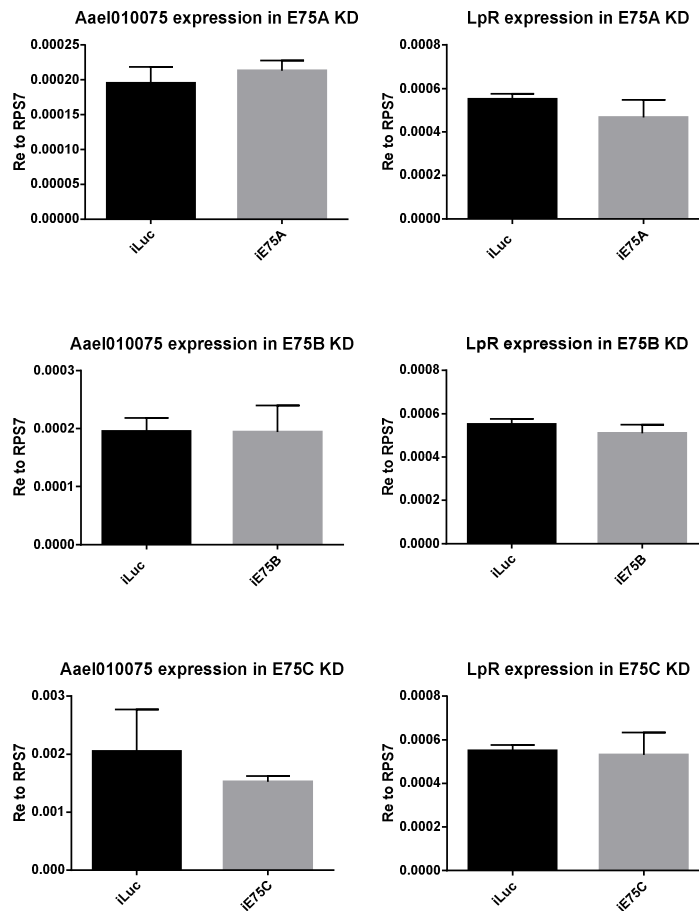 Aael010075 expression in E75A KD
Re to RPS7
0.00025
0.00020
0.00015
0.00010
0.00005
0.00000
iLuc
iE75A
LpR expression in E75A KD
Re to RPS7
0.0008
0.0006
0.0004
0.0002
0.0000
iLuc
iE75A
Aael010075 expression in E75B KD
Re to RPS7
0.0003
0.0002
0.0001
0.0000
iLuc
iE75B
LpR expression in E75B KD
Re to RPS7
0.0008
0.0006
0.0004
0.0002
0.0000
iLuc
iE75B
Aael010075 expression in E75C KD
Re to RPS7
0.003
0.002
0.001
0.000
iLuc
iE75C
LpR expression in E75C KD
Re to RPS7
0.0008
0.0006
0.0004
0.0002
0.0000
iLuc
iE75C